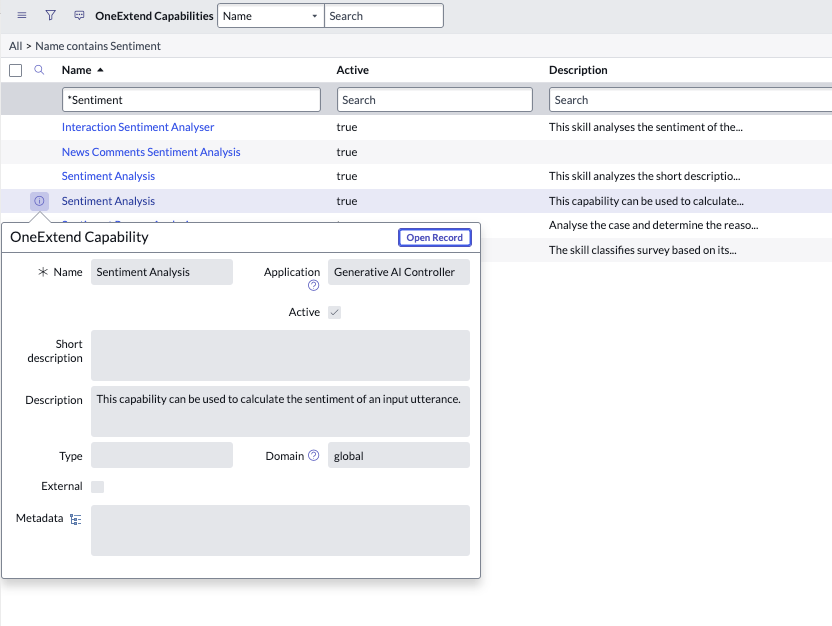 OneExtend Capabilities Name Search
All > Name contains Sentiment
Name Active Description
*Sentiment Search Search
Interaction Sentiment Analyser true This skill analyses the sentiment of the...
News Comments Sentiment Analysis true
Sentiment Analysis true This skill analyzes the short descriptio...
Sentiment Analysis true This capability can be used to calculate...
Analyse the case and determine the reaso...
The skill classifies survey based on its...
OneExtend Capability Open Record
Name Sentiment Analysis Application Generative AI Controller
Active
Short
description
Description This capability can be used to calculate the sentiment of an input utterance.
Type Domain global
External
Metadata